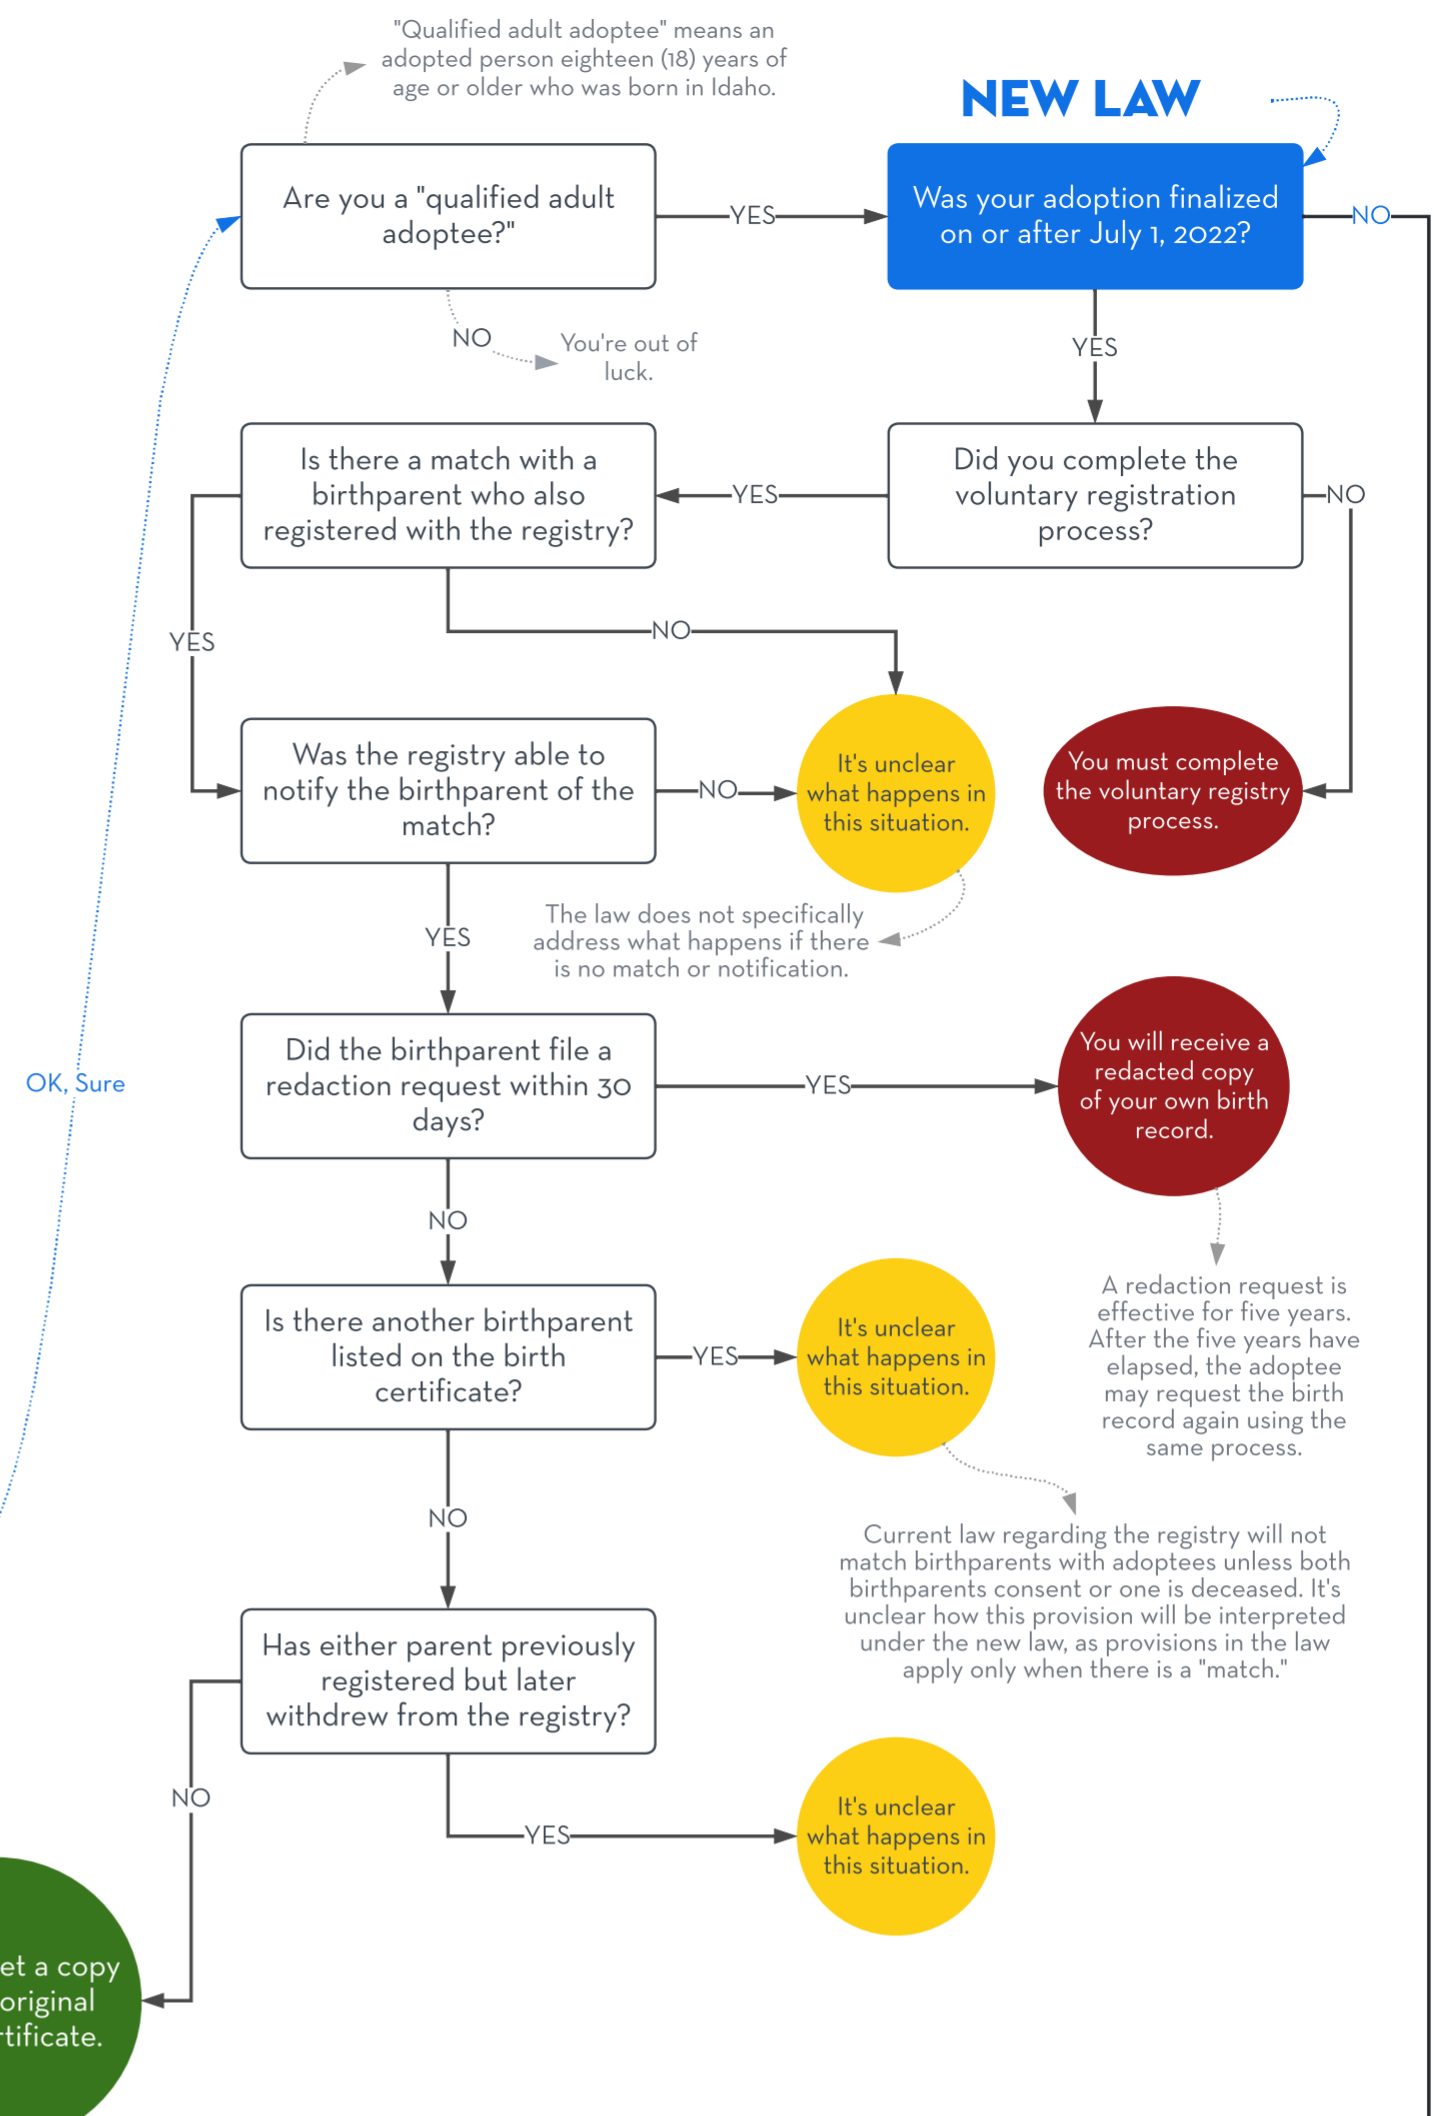 "Qualified adult adoptee" means an
adopted person eighteen (18) years of
age or older who was born in Idaho.
NEW LAW
Are you a "qualified adult
adoptee?"
YES
Was your adoption finalized
on or after July 1, 2022?
NO
NO
You're out of
luck.
YES
Is there a match with a
birthparent who also
registered with the registry?
YES
Did you complete the
voluntary registration
process?
NO
YES
NO
Was the registry able to
notify the birthparent of the
match?
NO
It's unclear
what happens in
this situation.
You must complete
the voluntary registry
process.
The law does not specifically
address what happens if there
is no match or notification.
YES
OK, Sure
Did the birthparent file a
redaction request within 30
days?
YES
You will receive a
redacted copy
of your own birth
record.
NO
A redaction request is
effective for five years.
After the five years have
elapsed, the adoptee
may request the birth
record again using the
same process.
Is there another birthparent
listed on the birth
certificate?
YES
It's unclear
what happens in
this situation.
NO
Current law regarding the registry will not
match birthparents with adoptees unless both
birthparents consent or one is deceased. It's
unclear how this provision will be interpreted
under the new law, as provisions in the law
apply only when there is a "match."
Has either parent previously
registered but later
withdrew from the registry?
NO
YES
It's unclear
what happens in
this situation.
et a copy
original
rtificate.